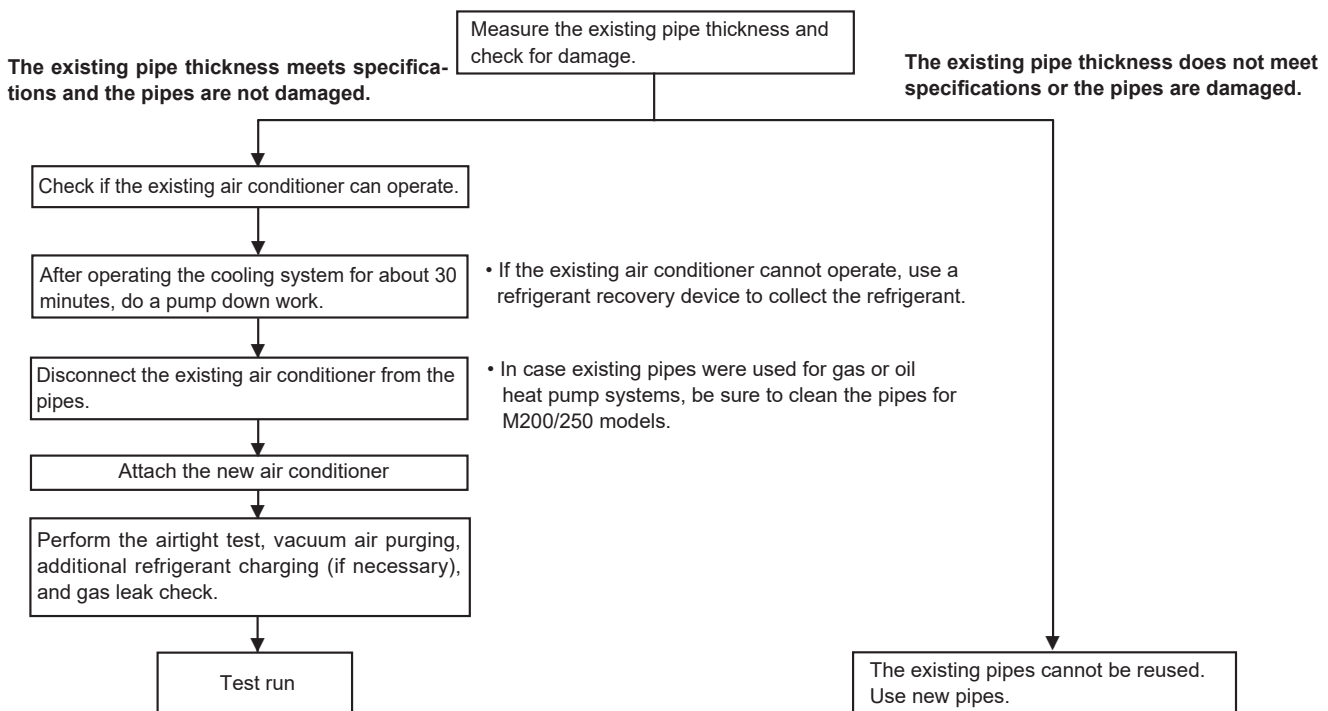 Measure the existing pipe thickness and
check for damage.
The existing pipe thickness meets specifica-
tions and the pipes are not damaged.
The existing pipe thickness does not meet
specifications or the pipes are damaged.
Check if the existing air conditioner can operate.
After operating the cooling system for about 30
minutes, do a pump down work.
• If the existing air conditioner cannot operate, use a
refrigerant recovery device to collect the refrigerant.
Disconnect the existing air conditioner from the
pipes.
• In case existing pipes were used for gas or oil
heat pump systems, be sure to clean the pipes for
M200/250 models.
Attach the new air conditioner
Perform the airtight test, vacuum air purging,
additional refrigerant charging (if necessary),
and gas leak check.
Test run
The existing pipes cannot be reused.
Use new pipes.